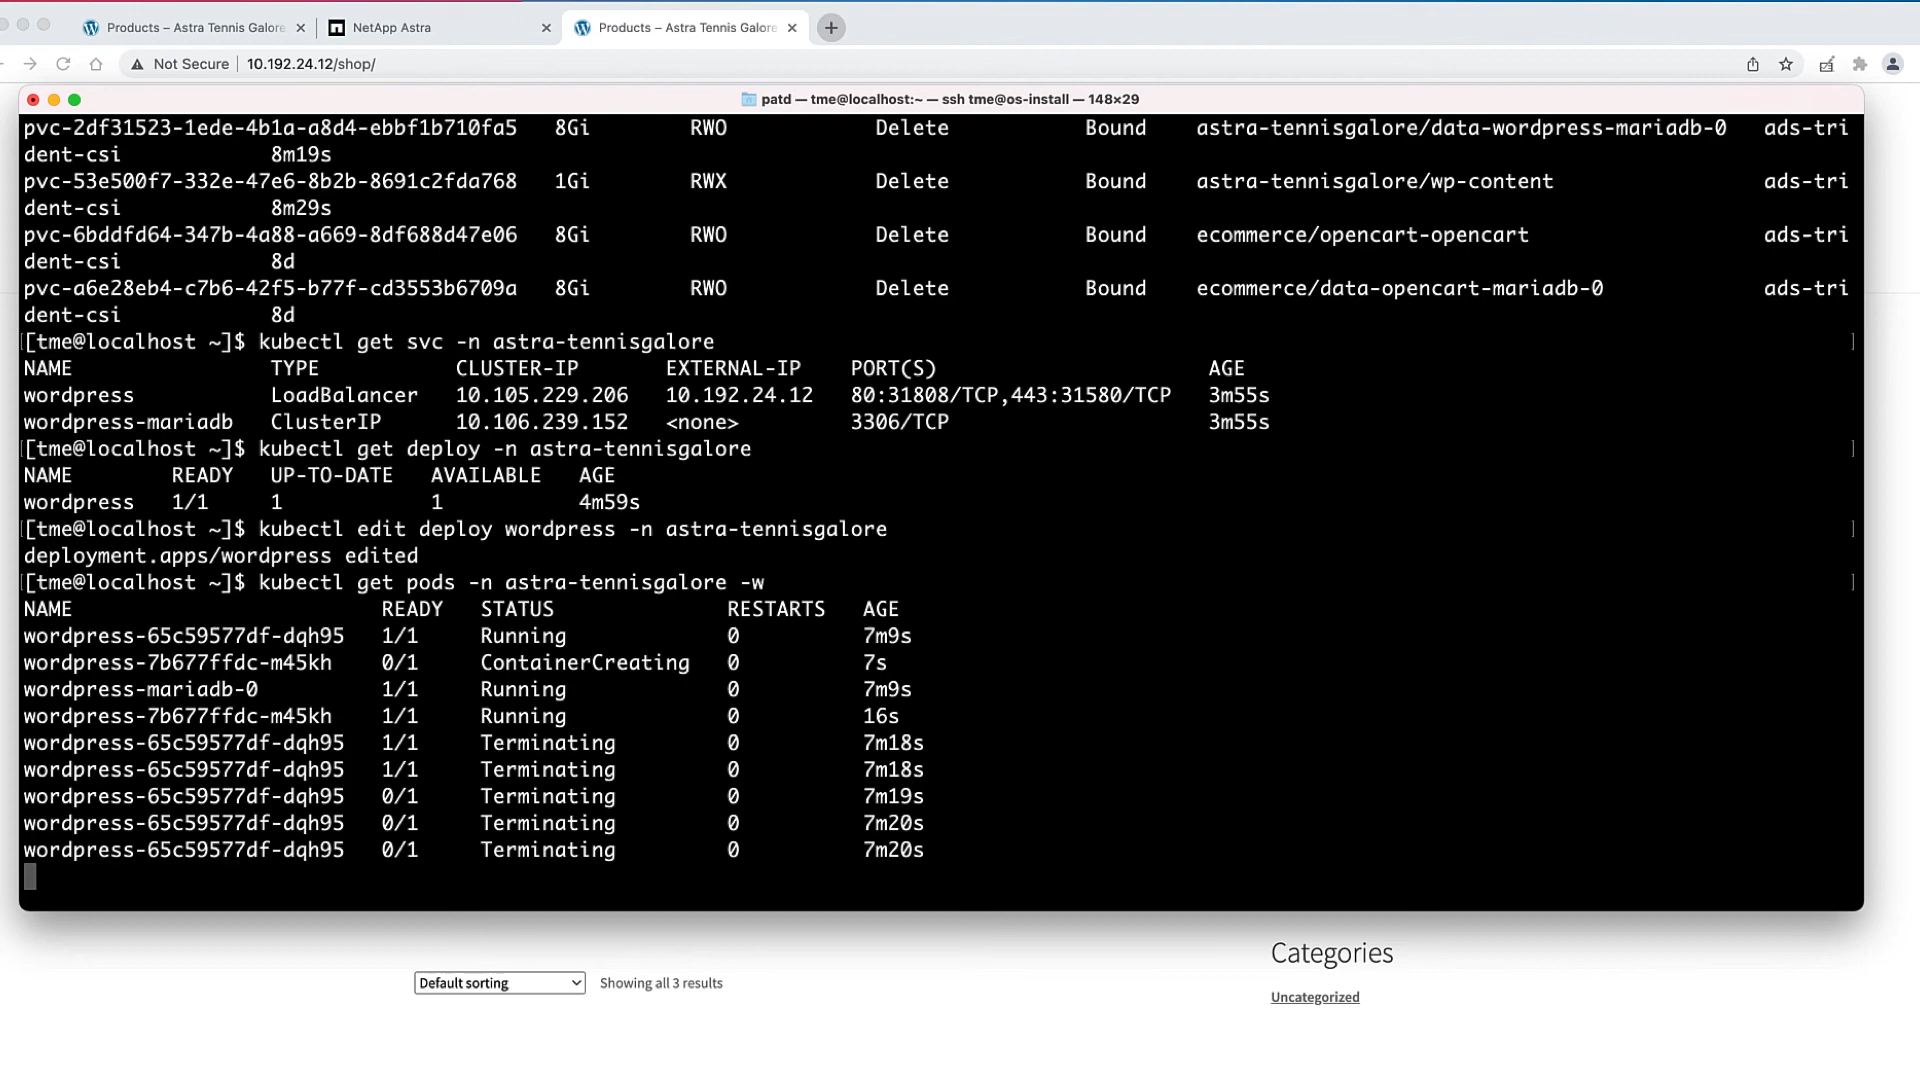 Products – Astra Tennis Galore
NetApp Astra
Products – Astra Tennis Galore
Not Secure 10.192.24.12/shop/
patd — tme@localhost:~ — ssh tme@os-install — 148×29
pvc-2df31523-1ede-4b1a-a8d4-ebbf1b710fa5 8Gi RWO Delete Bound astra-tennisgalore/data-wordpress-mariadb-0 ads-tri
dent-csi 8m19s
pvc-53e500f7-332e-47e6-8b2b-8691c2fda768 1Gi RWX Delete Bound astra-tennisgalore/wp-content ads-tri
dent-csi 8m29s
pvc-6bddfd64-347b-4a88-a669-8df688d47e06 8Gi RWO Delete Bound ecommerce/opencart-opencart ads-tri
dent-csi 8d
pvc-a6e28eb4-c7b6-42f5-b77f-cd3553b6709a 8Gi RWO Delete Bound ecommerce/data-opencart-mariadb-0 ads-tri
dent-csi 8d
[[tme@localhost ~]$ kubectl get svc -n astra-tennisgalore ]
NAME TYPE CLUSTER-IP EXTERNAL-IP PORT(S) AGE
wordpress LoadBalancer 10.105.229.206 10.192.24.12 80:31808/TCP,443:31580/TCP 3m55s
wordpress-mariadb ClusterIP 10.106.239.152 <none> 3306/TCP 3m55s
[[tme@localhost ~]$ kubectl get deploy -n astra-tennisgalore ]
NAME READY UP-TO-DATE AVAILABLE AGE
wordpress 1/1 1 1 4m59s
[[tme@localhost ~]$ kubectl edit deploy wordpress -n astra-tennisgalore ]
deployment.apps/wordpress edited
[[tme@localhost ~]$ kubectl get pods -n astra-tennisgalore -w ]
NAME READY STATUS RESTARTS AGE
wordpress-65c59577df-dqh95 1/1 Running 0 7m9s
wordpress-7b677ffdc-m45kh 0/1 ContainerCreating 0 7s
wordpress-mariadb-0 1/1 Running 0 7m9s
wordpress-7b677ffdc-m45kh 1/1 Running 0 16s
wordpress-65c59577df-dqh95 1/1 Terminating 0 7m18s
wordpress-65c59577df-dqh95 1/1 Terminating 0 7m18s
wordpress-65c59577df-dqh95 0/1 Terminating 0 7m19s
wordpress-65c59577df-dqh95 0/1 Terminating 0 7m20s
wordpress-65c59577df-dqh95 0/1 Terminating 0 7m20s
Categories
Default sorting Showing all 3 results
Uncategorized